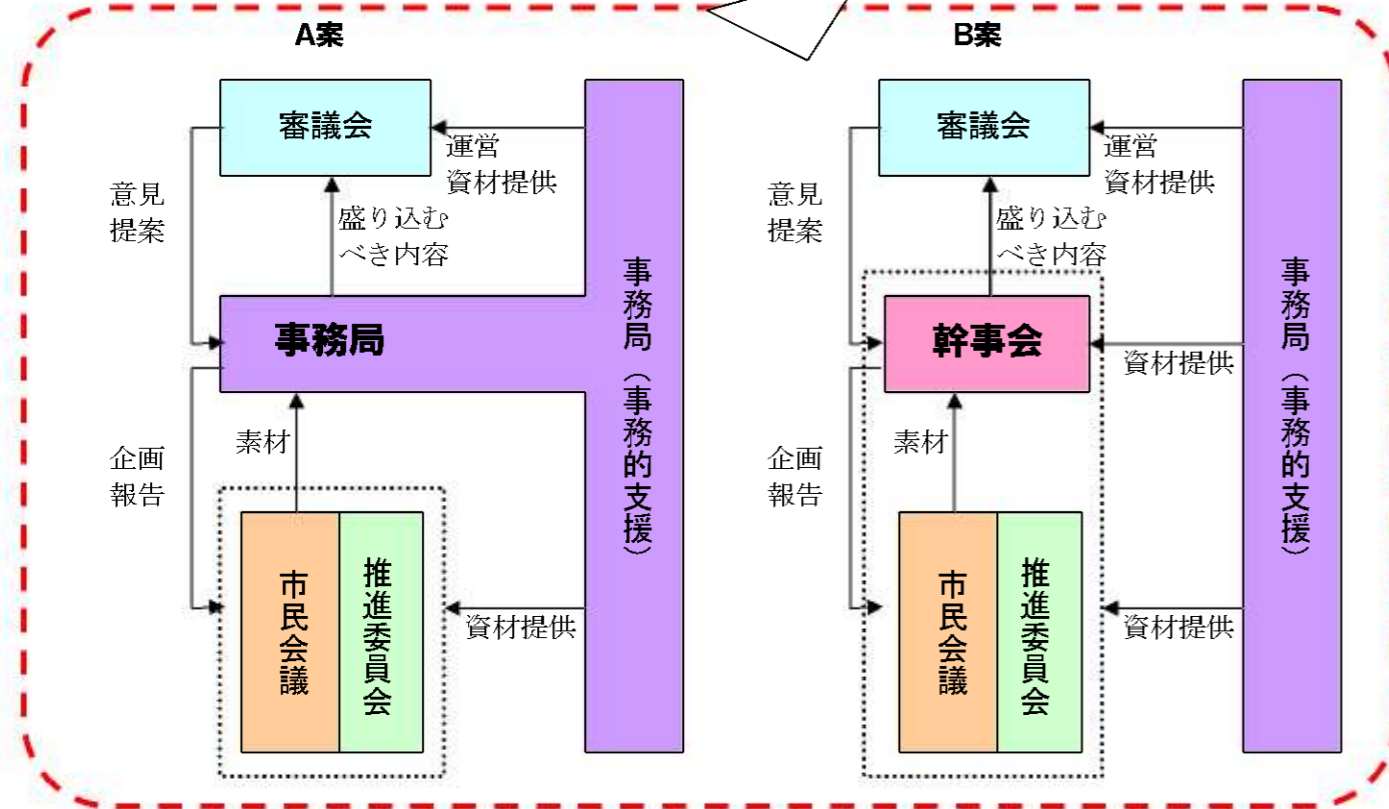 A案
審議会
運営
資材提供
意見
提案
盛り込む
べき内容
事務局
事務局（事務的支援）
企画
報告
素材
市民会議
推進委員会
資材提供
B案
審議会
運営
資材提供
意見
提案
盛り込む
べき内容
幹事会
資材提供
事務局（事務的支援）
企画
報告
素材
市民会議
推進委員会
資材提供